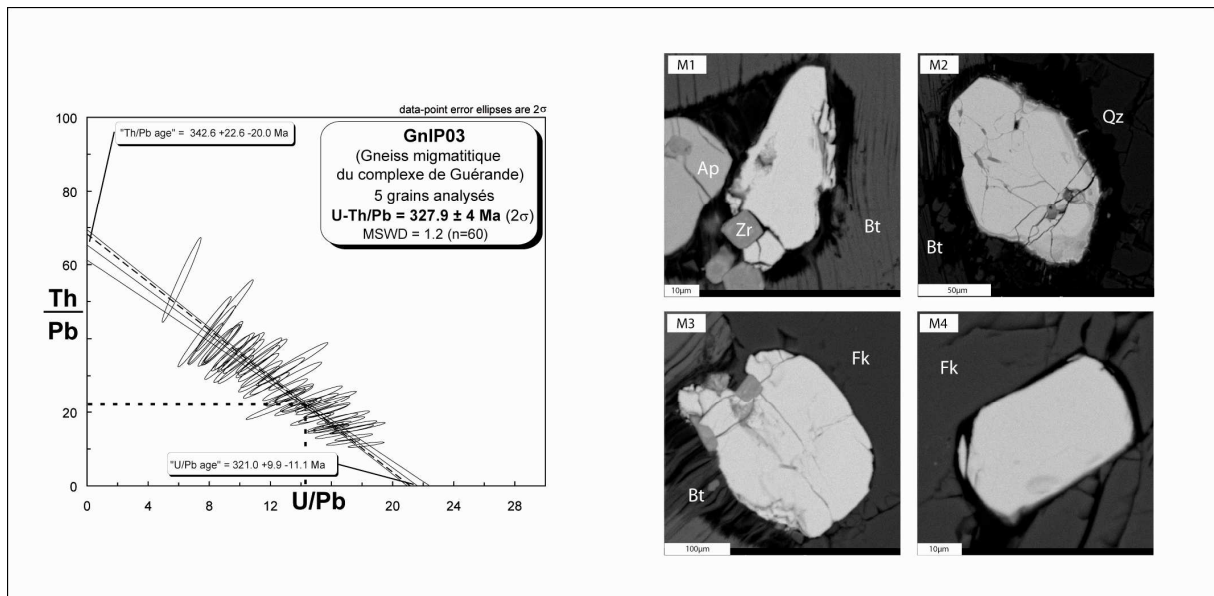 data-point error ellipses are 2σ
100
80
60
40
20
0
Th
Pb
"Th/Pb age" = 342.6 +22.6 -20.0 Ma
GnIP03
(Gneiss migmatitique
du complexe de Guérande)
5 grains analysés
U-Th/Pb = 327.9 ± 4 Ma (2σ)
MSWD = 1.2 (n=60)
"U/Pb age" = 321.0 +9.9 -11.1 Ma
0 4 8 12 16 20 24 28
U/Pb
M1
Ap
Zr
Bt
10µm
M2
Qz
Bt
50µm
M3
Fk
Bt
100µm
M4
Fk
10µm